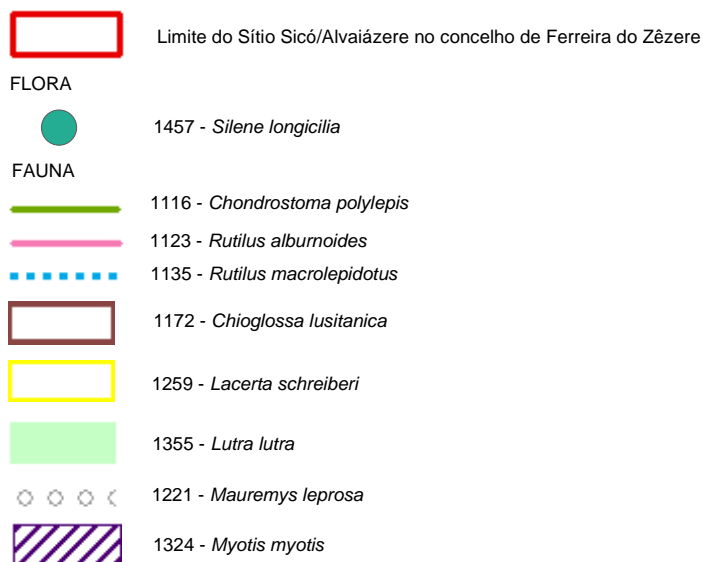 Limite do Sítio Sicó/Alvaiázere no concelho de Ferreira do Zêzere
FLORA
1457 - Silene longicilia
FAUNA
1116 - Chondrostoma polylepis
1123 - Rutilus alburnoides
1135 - Rutilus macrolepidotus
1172 - Chioglossa lusitanica
1259 - Lacerta schreiberi
1355 - Lutra lutra
1221 - Mauremys leprosa
1324 - Myotis myotis